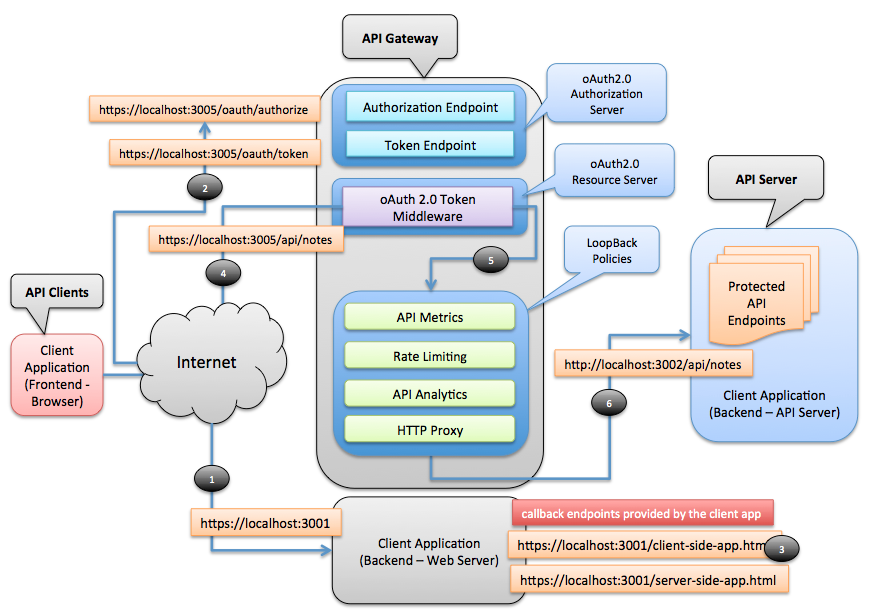 API Gateway
https://localhost:3005/oauth/authorize
Authorization Endpoint
oAuth2.0
Authorization
Server
https://localhost:3005/oauth/token
Token Endpoint
2
oAuth 2.0 Token
Middleware
oAuth2.0
Resource Server
API Server
https://localhost:3005/api/notes
4
5
LoopBack
Policies
API Clients
Client
Application
(Frontend -
Browser)
Internet
API Metrics
Rate Limiting
API Analytics
HTTP Proxy
Protected
API
Endpoints
http://localhost:3002/api/notes
Client Application
(Backend – API Server)
6
1
https://localhost:3001
Client Application
(Backend – Web Server)
callback endpoints provided by the client app
https://localhost:3001/client-side-app.htm
3
https://localhost:3001/server-side-app.html